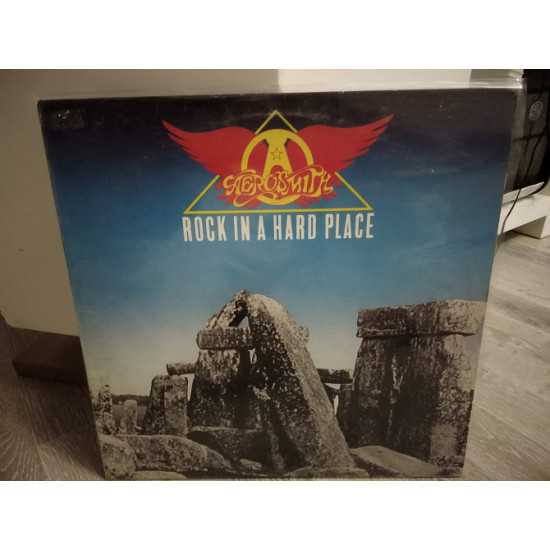 AEROSMITH
ROCK IN A HARD PLACE